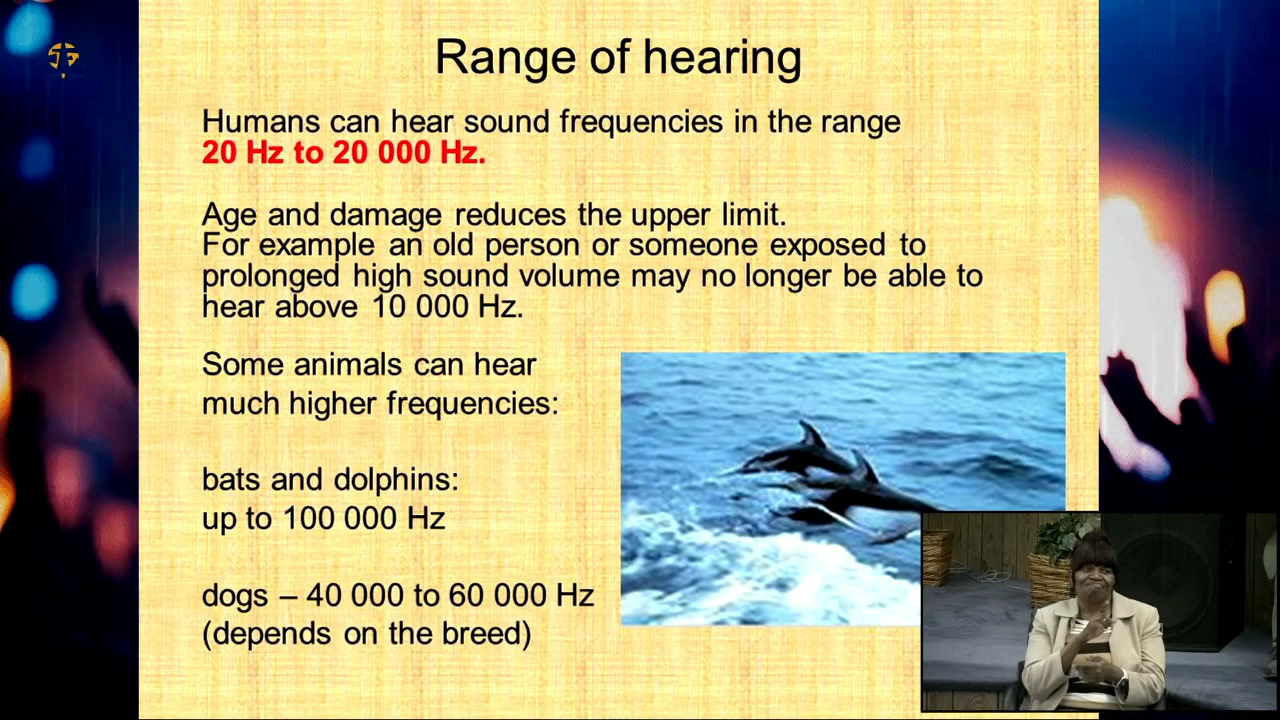 Range of hearing
Humans can hear sound frequencies in the range
20 Hz to 20 000 Hz.
Age and damage reduces the upper limit.
For example an old person or someone exposed to
prolonged high sound volume may no longer be able to
hear above 10 000 Hz.
Some animals can hear
much higher frequencies:
bats and dolphins:
up to 100 000 Hz
dogs – 40 000 to 60 000 Hz
(depends on the breed)